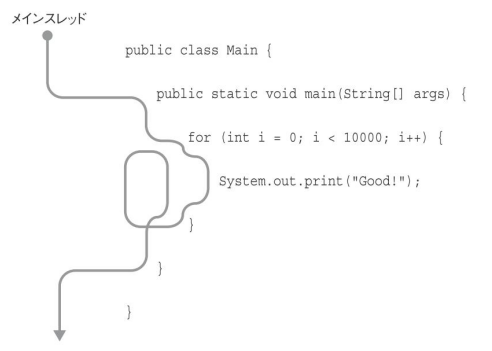 メインスレッド
public class Main {
public static void main(String[] args) {
for (int i = 0; i < 10000; i++) {
System.out.print("Good!");
}
}
}